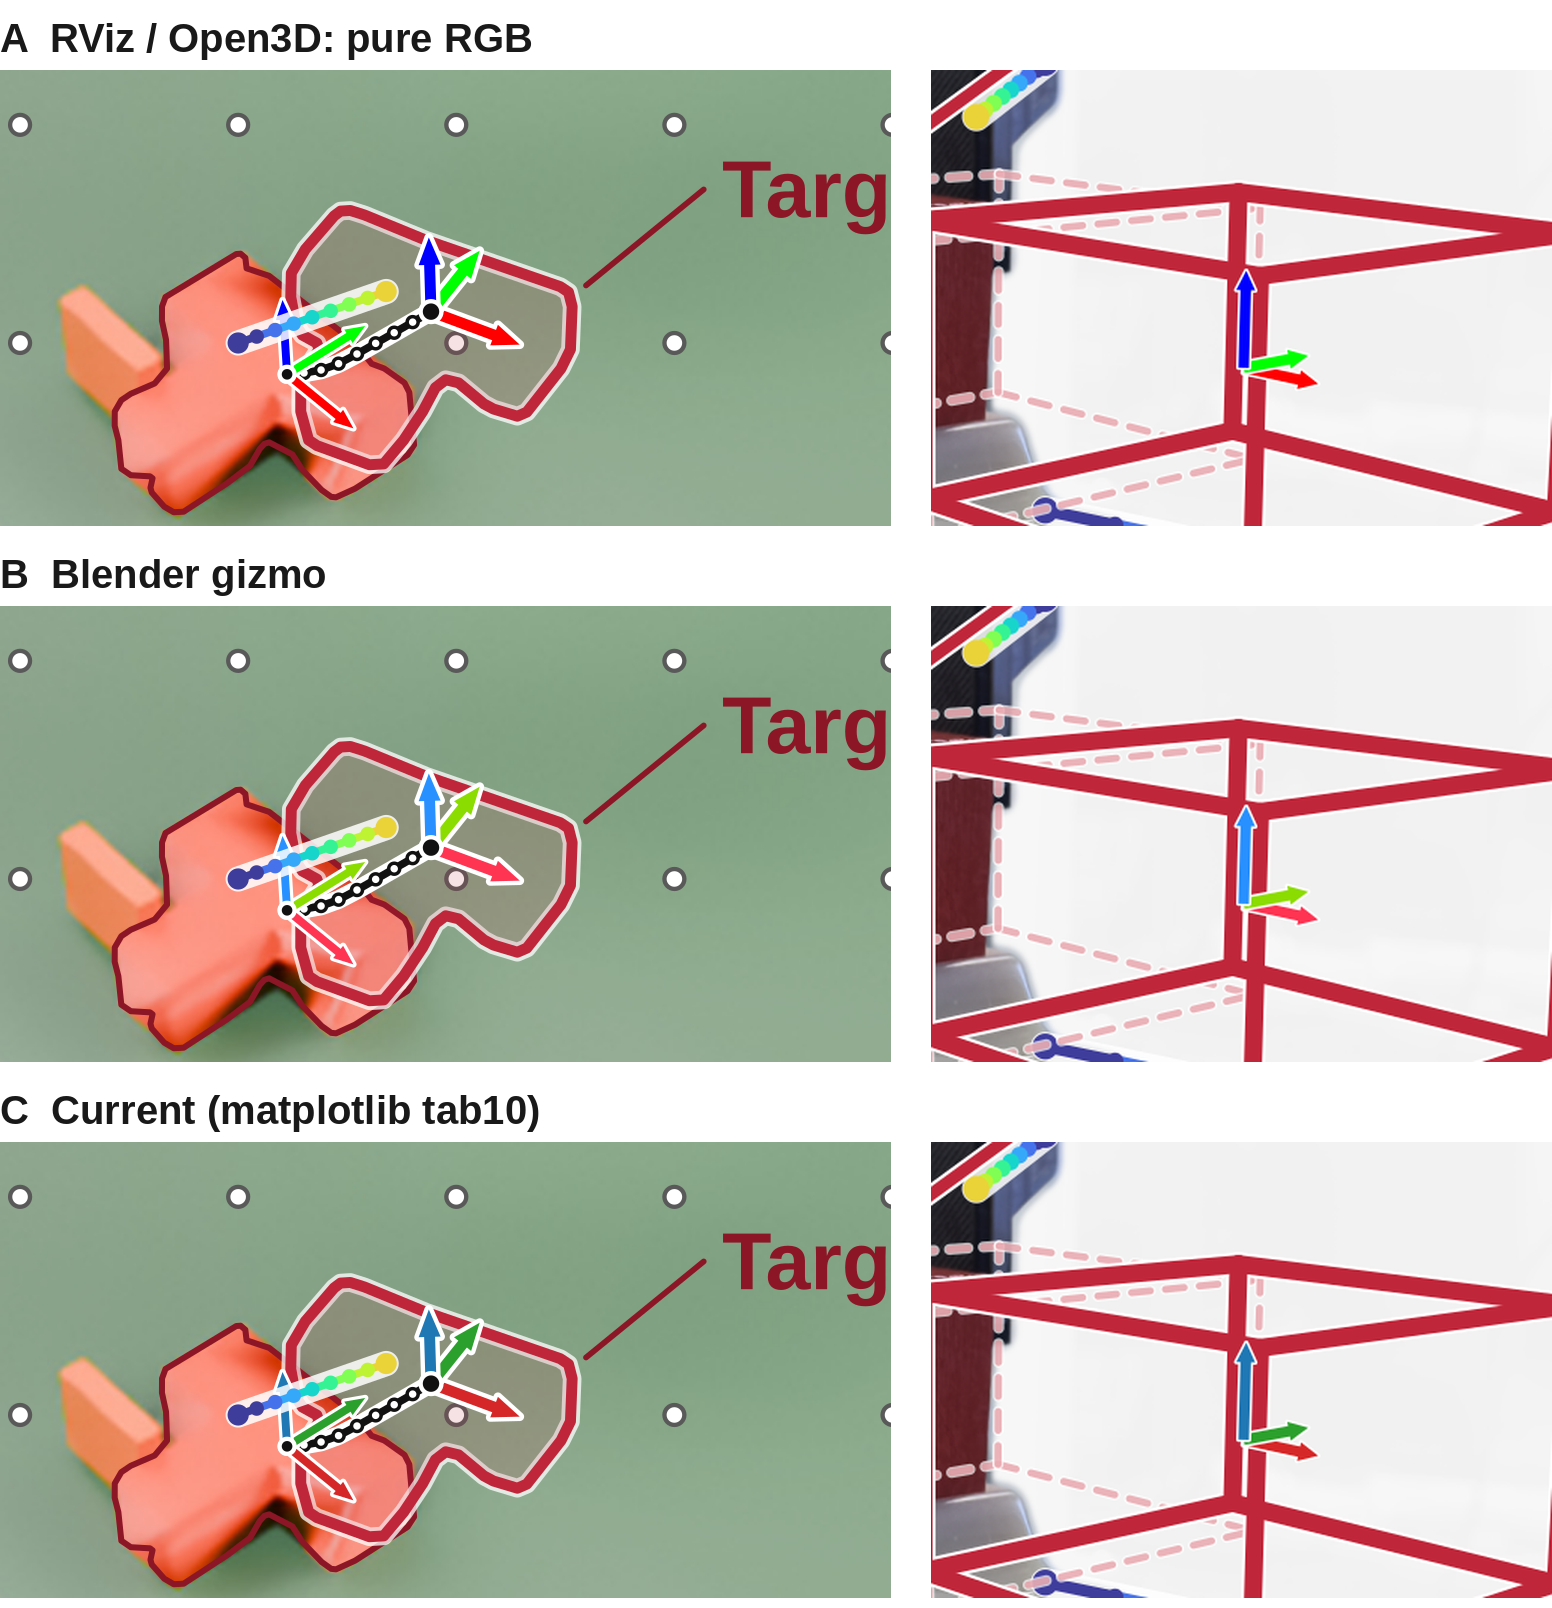 A RViz / Open3D: pure RGB
Targ
B Blender gizmo
Targ
C Current (matplotlib tab10)
Targ